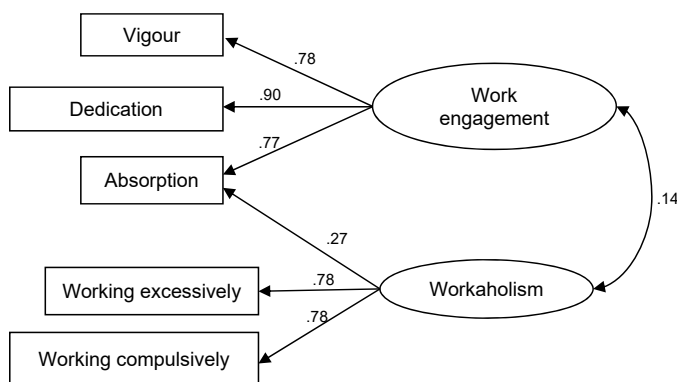 Vigour
.78
Dedication
.90
Work
engagement
.77
Absorption
.14
.27
Working excessively
.78
Workaholism
.78
Working compulsively